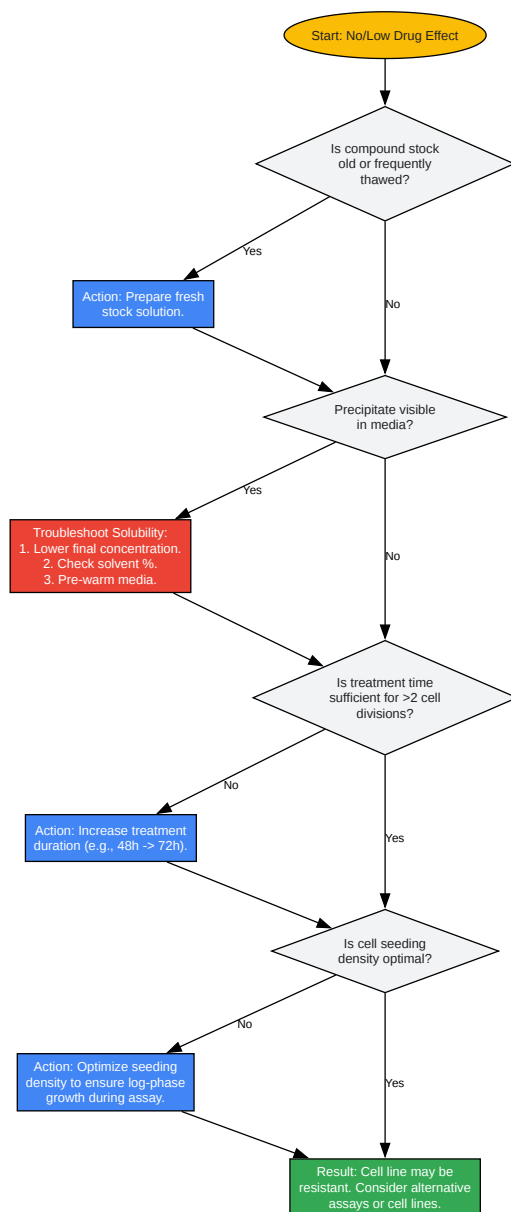 Start: No/Low Drug Effect
Is compound stock
old or frequently
thawed?
Yes
Action: Prepare fresh
stock solution.
No
Precipitate visible
in media?
Yes
Troubleshoot Solubility:
1. Lower final concentration.
2. Check solvent %.
3. Pre-warm media.
No
Is treatment time
sufficient for >2 cell
divisions?
No
Action: Increase treatment
duration (e.g., 48h -> 72h).
Yes
Is cell seeding
density optimal?
No
Action: Optimize seeding
density to ensure log-phase
growth during assay.
Yes
Result: Cell line may be
resistant. Consider alternative
assays or cell lines.